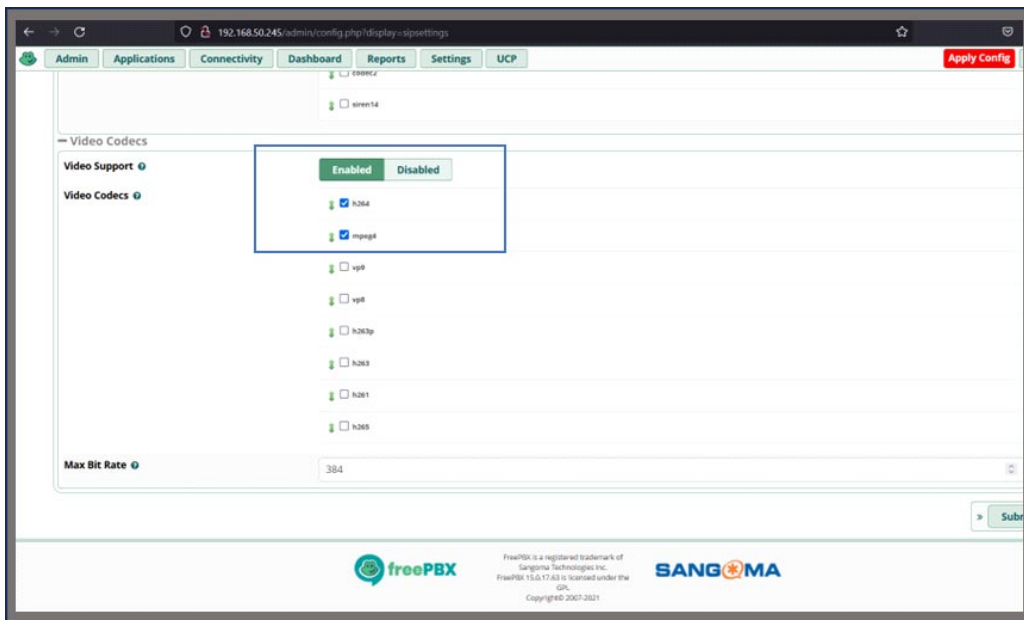 192.168.50.245/admin/config.php?display=sipsettings
Admin Applications Connectivity Dashboard Reports Settings UCP Apply Config
codec2
siren14
Video Codecs
Video Support Enabled Disabled
Video Codecs h264
mpeg4
vp9
vp8
h263p
h263
h261
h265
Max Bit Rate 384
» Subr
freePBX
FreePBX is a registered trademark of
Sangoma Technologies Inc.
FreePBX 15.0.17.63 is licensed under the
GPL
Copyright© 2007-2021
SANGOMA